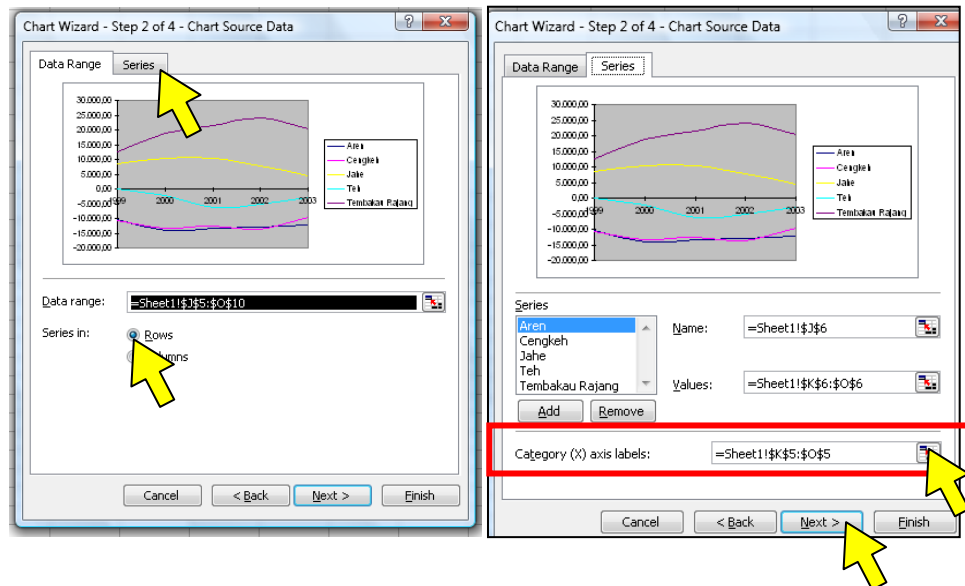 Chart Wizard - Step 2 of 4 - Chart Source Data
Data Range Series
30.000,00
25.000,00
20.000,00
15.000,00
10.000,00
5.000,00
0,00
-5.000,00
-10.000,00
-15.000,00
-20.000,00
1999 2000 2001 2002 2003
Aren
Cengkeh
Jahe
Teh
Tembakau Rajang
Data range: =Sheet1!$J$5:$O$10
Series in: Rows
Cancel < Back Next > Finish
Chart Wizard - Step 2 of 4 - Chart Source Data
Data Range Series
30.000,00
25.000,00
20.000,00
15.000,00
10.000,00
5.000,00
0,00
-5.000,00
-10.000,00
-15.000,00
-20.000,00
1999 2000 2001 2002 2003
Aren
Cengkeh
Jahe
Teh
Tembakau Rajang
Series
Aren
Cengkeh
Jahe
Teh
Tembakau Rajang
Name: =Sheet1!$J$6
Values: =Sheet1!$K$6:$O$6
Add Remove
Category (X) axis labels: =Sheet1!$K$5:$O$5
Cancel < Back Next > Finish